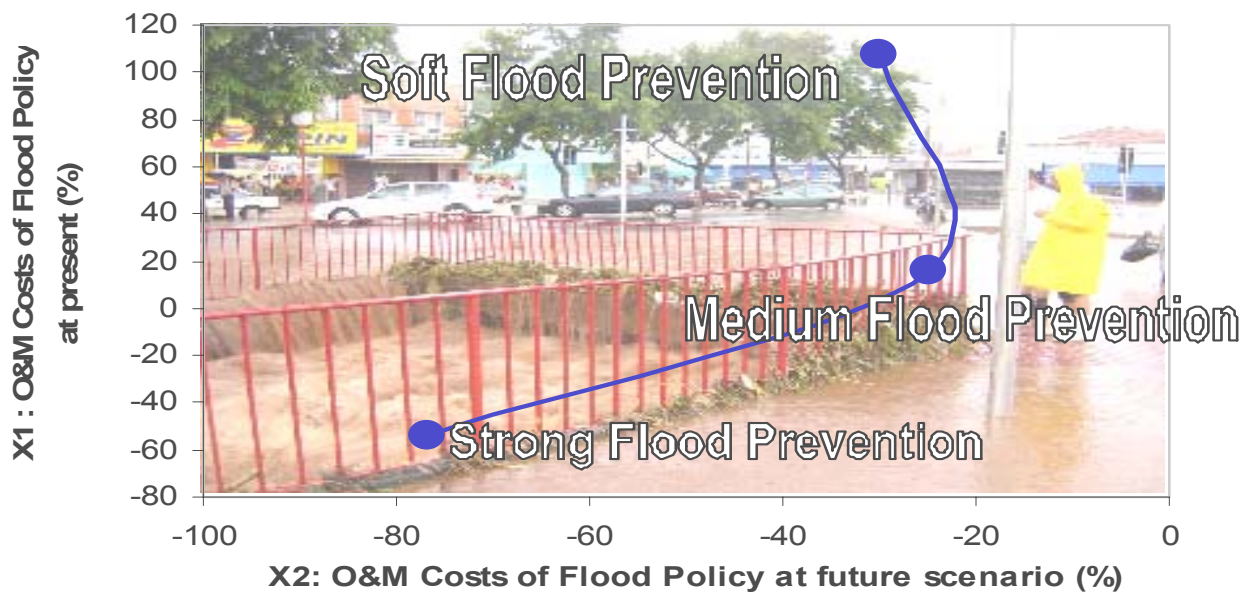 X1 : O&M Costs of Flood Policy
at present (%)
120
100
80
60
40
20
0
-20
-40
-60
-80
Soft Flood Prevention
Medium Flood Prevention
Strong Flood Prevention
-100 -80 -60 -40 -20 0
X2: O&M Costs of Flood Policy at future scenario (%)